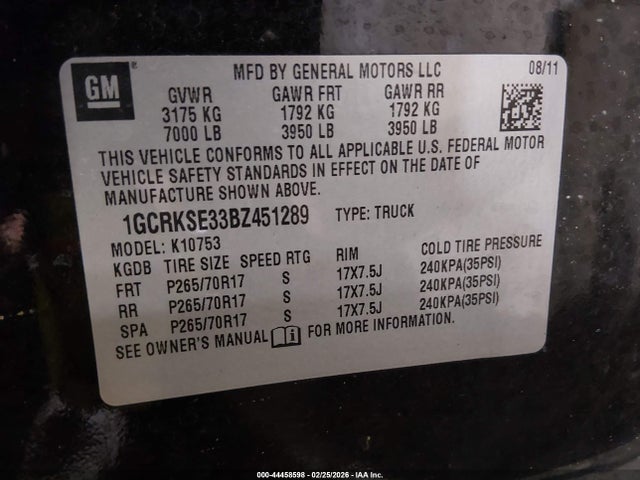 GM
MFD BY GENERAL MOTORS LLC 08/11
GVWR GAWR FRT GAWR RR
3175 KG 1792 KG 1792 KG
7000 LB 3950 LB 3950 LB
THIS VEHICLE CONFORMS TO ALL APPLICABLE U.S. FEDERAL MOTOR
VEHICLE SAFETY STANDARDS IN EFFECT ON THE DATE OF
MANUFACTURE SHOWN ABOVE.
1GCRKSE33BZ451289 TYPE: TRUCK
MODEL: K10753
KGDB TIRE SIZE SPEED RTG RIM COLD TIRE PRESSURE
FRT P265/70R17 S 17X7.5J 240KPA(35PSI)
RR P265/70R17 S 17X7.5J 240KPA(35PSI)
SPA P265/70R17 S 17X7.5J 240KPA(35PSI)
SEE OWNER'S MANUAL FOR MORE INFORMATION.
000-44458598 - 02/25/2026 - IAA Inc.